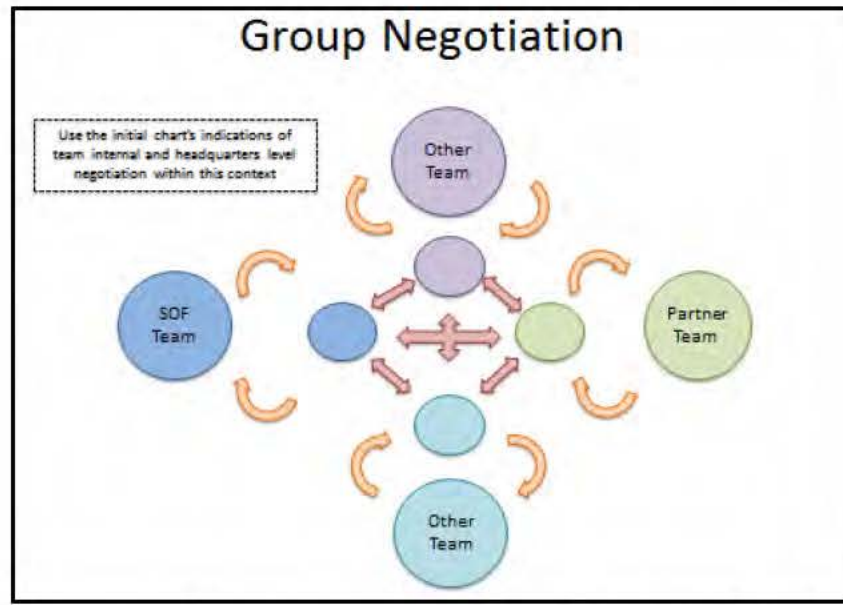 Group Negotiation
Use the initial chart's indications of
team internal and headquarters level
negotiation within this context
Other
Team
SOF
Team
Partner
Team
Other
Team